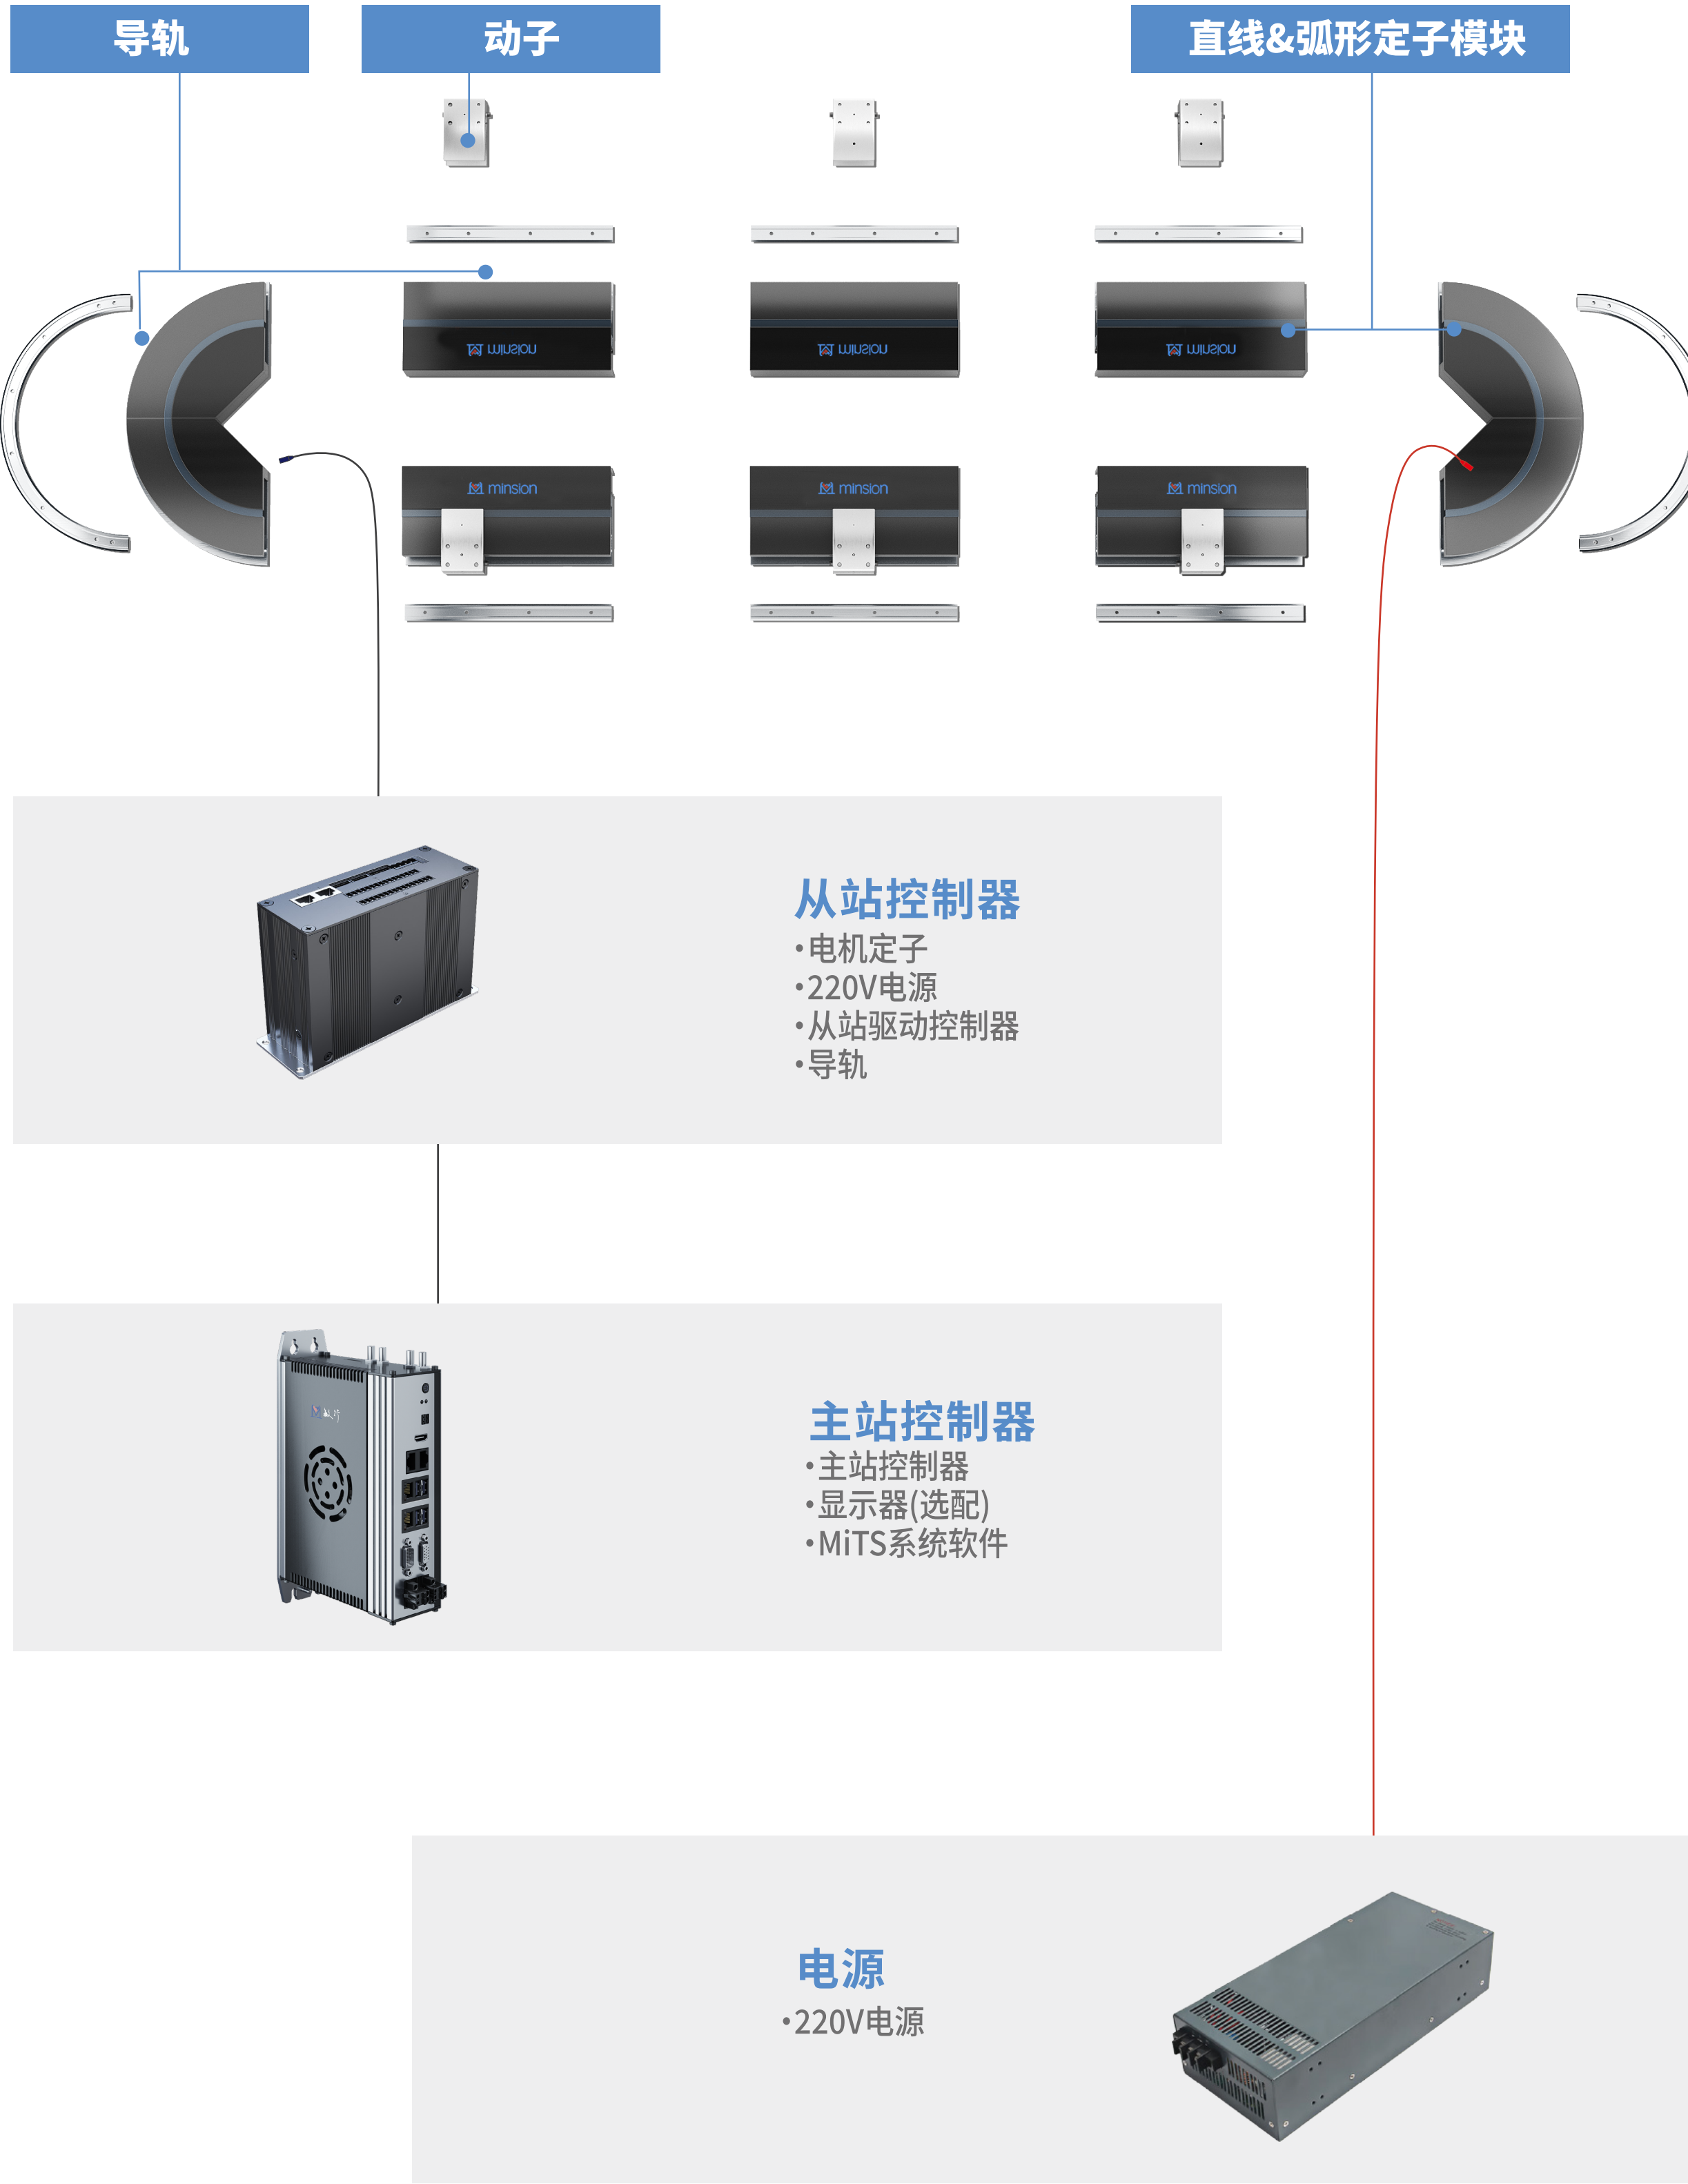 导轨
动子
直线&弧形定子模块
minsion
minsion
minsion
minsion
minsion
minsion
从站控制器
•电机定子
•220V电源
•从站驱动控制器
•导轨
主站控制器
•主站控制器
•显示器(选配)
•MiTS系统软件
电源
•220V电源